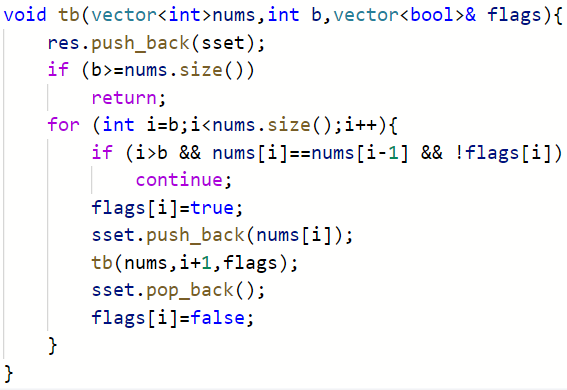 void tb(vector<int>nums,int b,vector<bool>& flags){
    res.push_back(sset);
    if (b>=nums.size())
        return;
    for (int i=b;i<nums.size();i++){
        if (i>b && nums[i]==nums[i-1] && !flags[i])
            continue;
        flags[i]=true;
        sset.push_back(nums[i]);
        tb(nums,i+1,flags);
        sset.pop_back();
        flags[i]=false;
    }
}